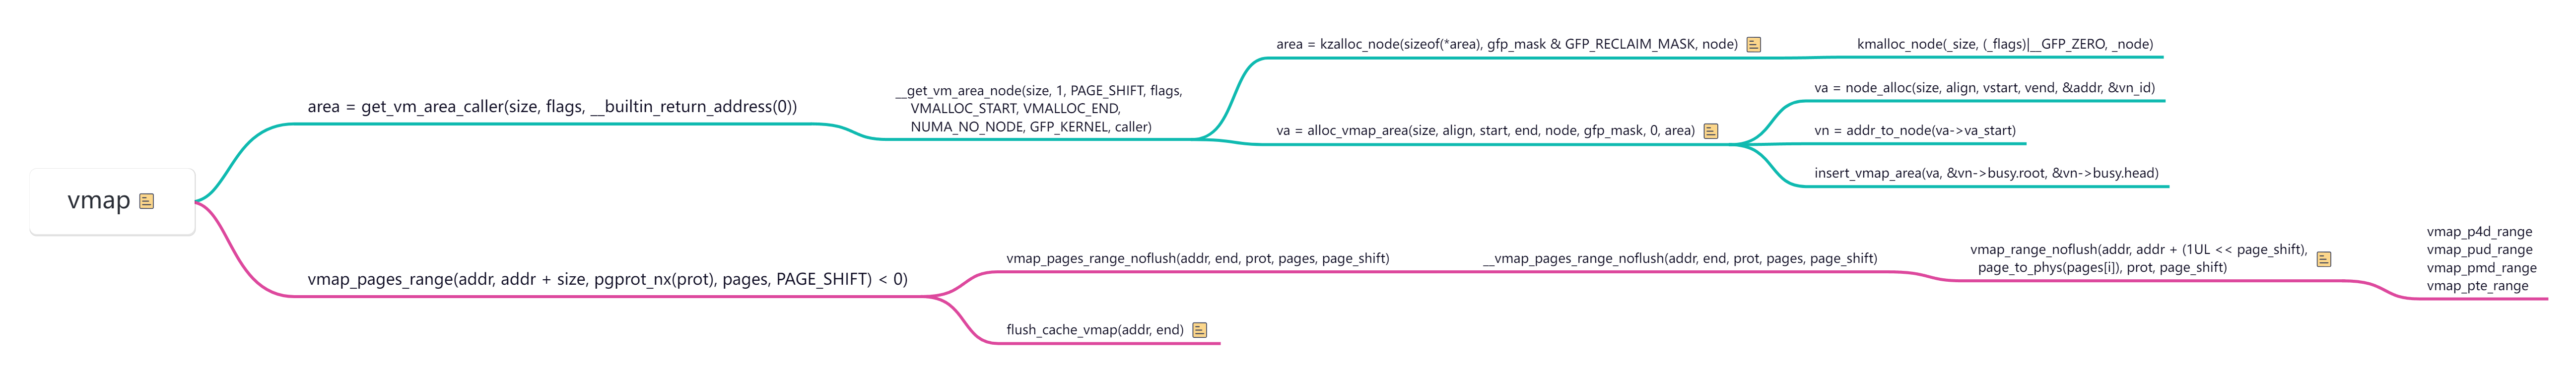 vmap
area = get_vm_area_caller(size, flags, __builtin_return_address(0))
__get_vm_area_node(size, 1, PAGE_SHIFT, flags,
VMALLOC_START, VMALLOC_END,
NUMA_NO_NODE, GFP_KERNEL, caller)
area = kzalloc_node(sizeof(*area), gfp_mask & GFP_RECLAIM_MASK, node)
kmalloc_node(_size, (_flags)|__GFP_ZERO, _node)
va = alloc_vmap_area(size, align, start, end, node, gfp_mask, 0, area)
va = node_alloc(size, align, vstart, vend, &addr, &vn_id)
vn = addr_to_node(va->va_start)
insert_vmap_area(va, &vn->busy.root, &vn->busy.head)
vmap_pages_range(addr, addr + size, pgprot_nx(prot), pages, PAGE_SHIFT) < 0)
vmap_pages_range_noflush(addr, end, prot, pages, page_shift)
__vmap_pages_range_noflush(addr, end, prot, pages, page_shift)
vmap_range_noflush(addr, addr + (1UL << page_shift),
page_to_phys(pages[i]), prot, page_shift)
vmap_p4d_range
vmap_pud_range
vmap_pmd_range
vmap_pte_range
flush_cache_vmap(addr, end)